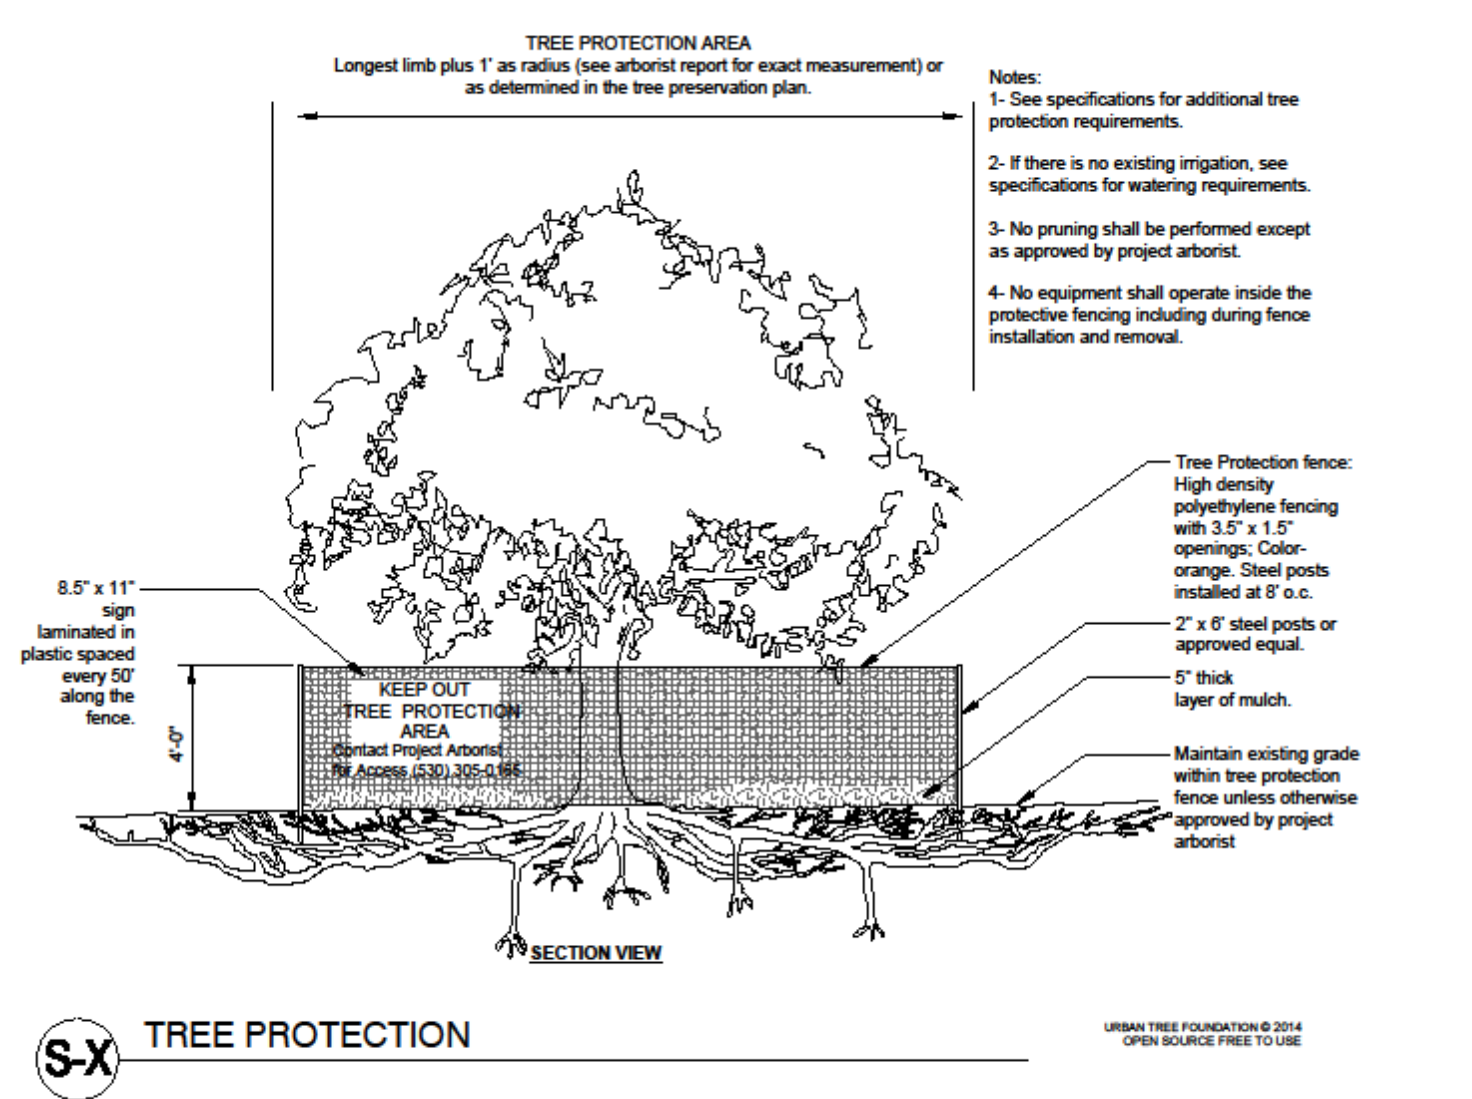 TREE PROTECTION AREA
Longest limb plus 1' as radius (see arborist report for exact measurement) or
as determined in the tree preservation plan.
Notes:
1- See specifications for additional tree
protection requirements.
2- If there is no existing irrigation, see
specifications for watering requirements.
3- No pruning shall be performed except
as approved by project arborist.
4- No equipment shall operate inside the
protective fencing including during fence
installation and removal.
Tree Protection fence:
High density
polyethylene fencing
with 3.5" x 1.5"
openings; Color-
orange. Steel posts
installed at 8' o.c.
2" x 6' steel posts or
approved equal.
5" thick
layer of mulch.
Maintain existing grade
within tree protection
fence unless otherwise
approved by project
arborist
8.5" x 11"
sign
laminated in
plastic spaced
every 50'
along the
fence.
4'-0"
KEEP OUT
TREE PROTECTION
AREA
Contact Project Arborist
for Access (530) 305-0165
SECTION VIEW
S-X
TREE PROTECTION
URBAN TREE FOUNDATION © 2014
OPEN SOURCE FREE TO USE